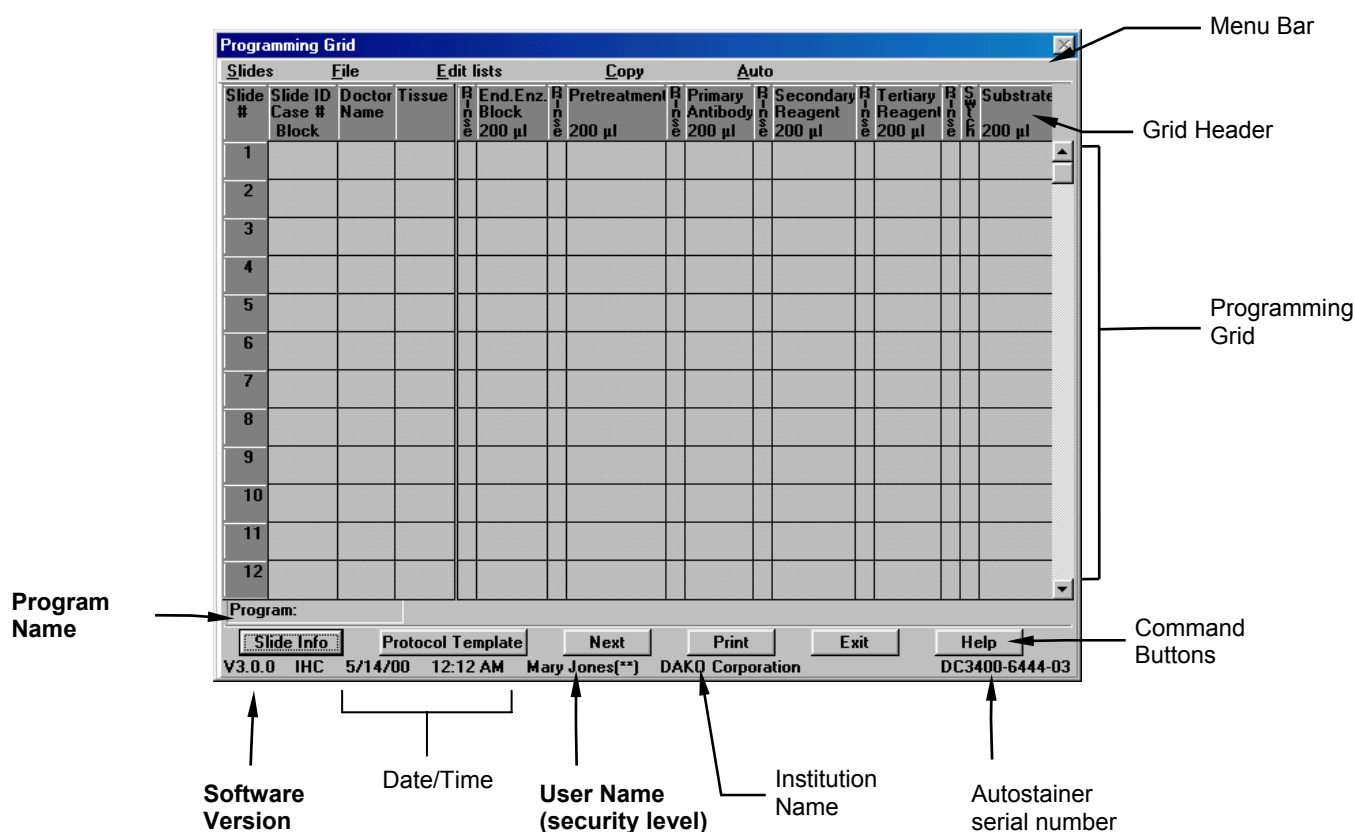 Menu Bar
Programming Grid
Slides File Edit lists Copy Auto
Slide # Slide ID Case # Block Doctor Name Tissue Rinse End.Enz. Block 200 µl Rinse Pretreatment 200 µl Rinse Primary Antibody 200 µl Rinse Secondary Reagent 200 µl Rinse Tertiary Reagent 200 µl Rinse Swtch Substrate 200 µl
Grid Header
1
2
3
4
5
6
7
8
9
10
11
12
Programming
Grid
Program
Name
Program:
Slide Info Protocol Template Next Print Exit Help
Command
Buttons
V3.0.0 IHC 5/14/00 12:12 AM Mary Jones(**) DAKO Corporation DC3400-6444-03
Software
Version
Date/Time
User Name
(security level)
Institution
Name
Autostainer
serial number